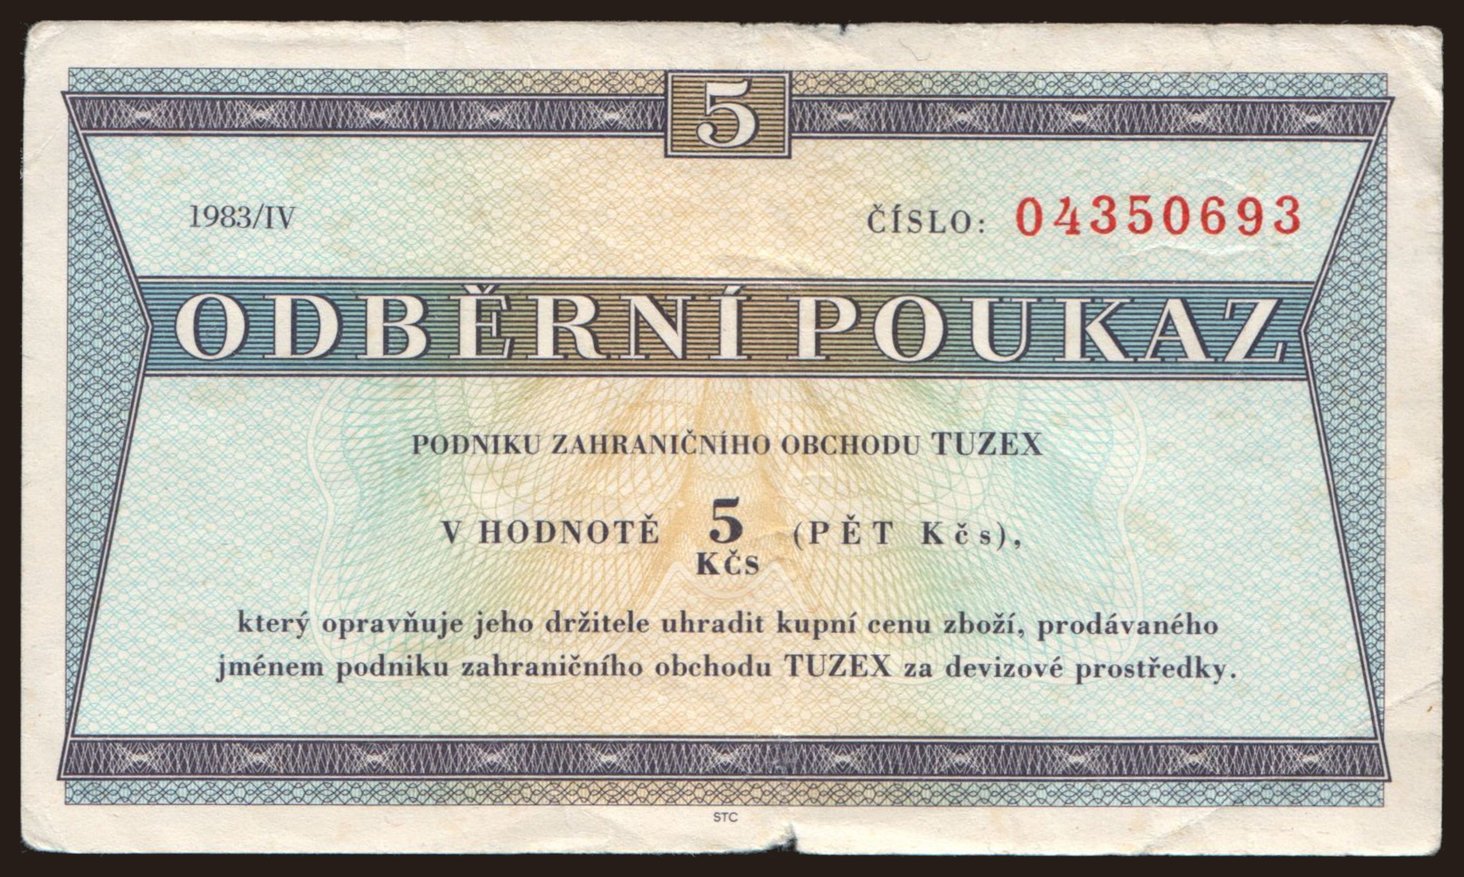 5
1983/IV ČÍSLO: 04350693
ODBĚRNÍ POUKAZ
PODNIKU ZAHRANIČNÍHO OBCHODU TUZEX
V HODNOTĚ 5 (PĚT Kčs),
Kčs
který opravňuje jeho držitele uhradit kupní cenu zboží, prodávaného
jménem podniku zahraničního obchodu TUZEX za devizové prostředky.
STC